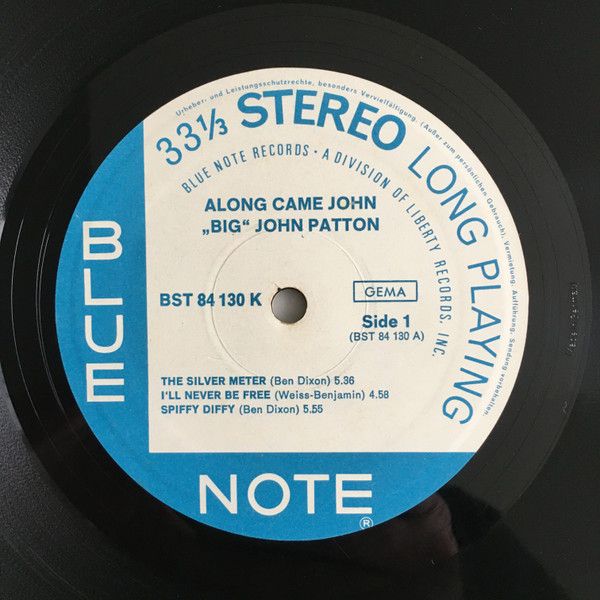 Urheber- und Leistungsschutzrechte, besonders Vervielfältigung. (Außer zum persönlichen Gebrauch), Vermietung. Aufführung, Sendung vorbehalten.
33⅓ STEREO LONG PLAYING
BLUE NOTE RECORDS • A DIVISION OF LIBERTY RECORDS, INC.
ALONG CAME JOHN
„BIG“ JOHN PATTON
BST 84 130 K
GEMA
Side 1
(BST 84 130 A)
THE SILVER METER (Ben Dixon) 5.36
I'LL NEVER BE FREE (Weiss-Benjamin) 4.58
SPIFFY DIFFY (Ben Dixon) 5.55
BLUE
NOTE
®